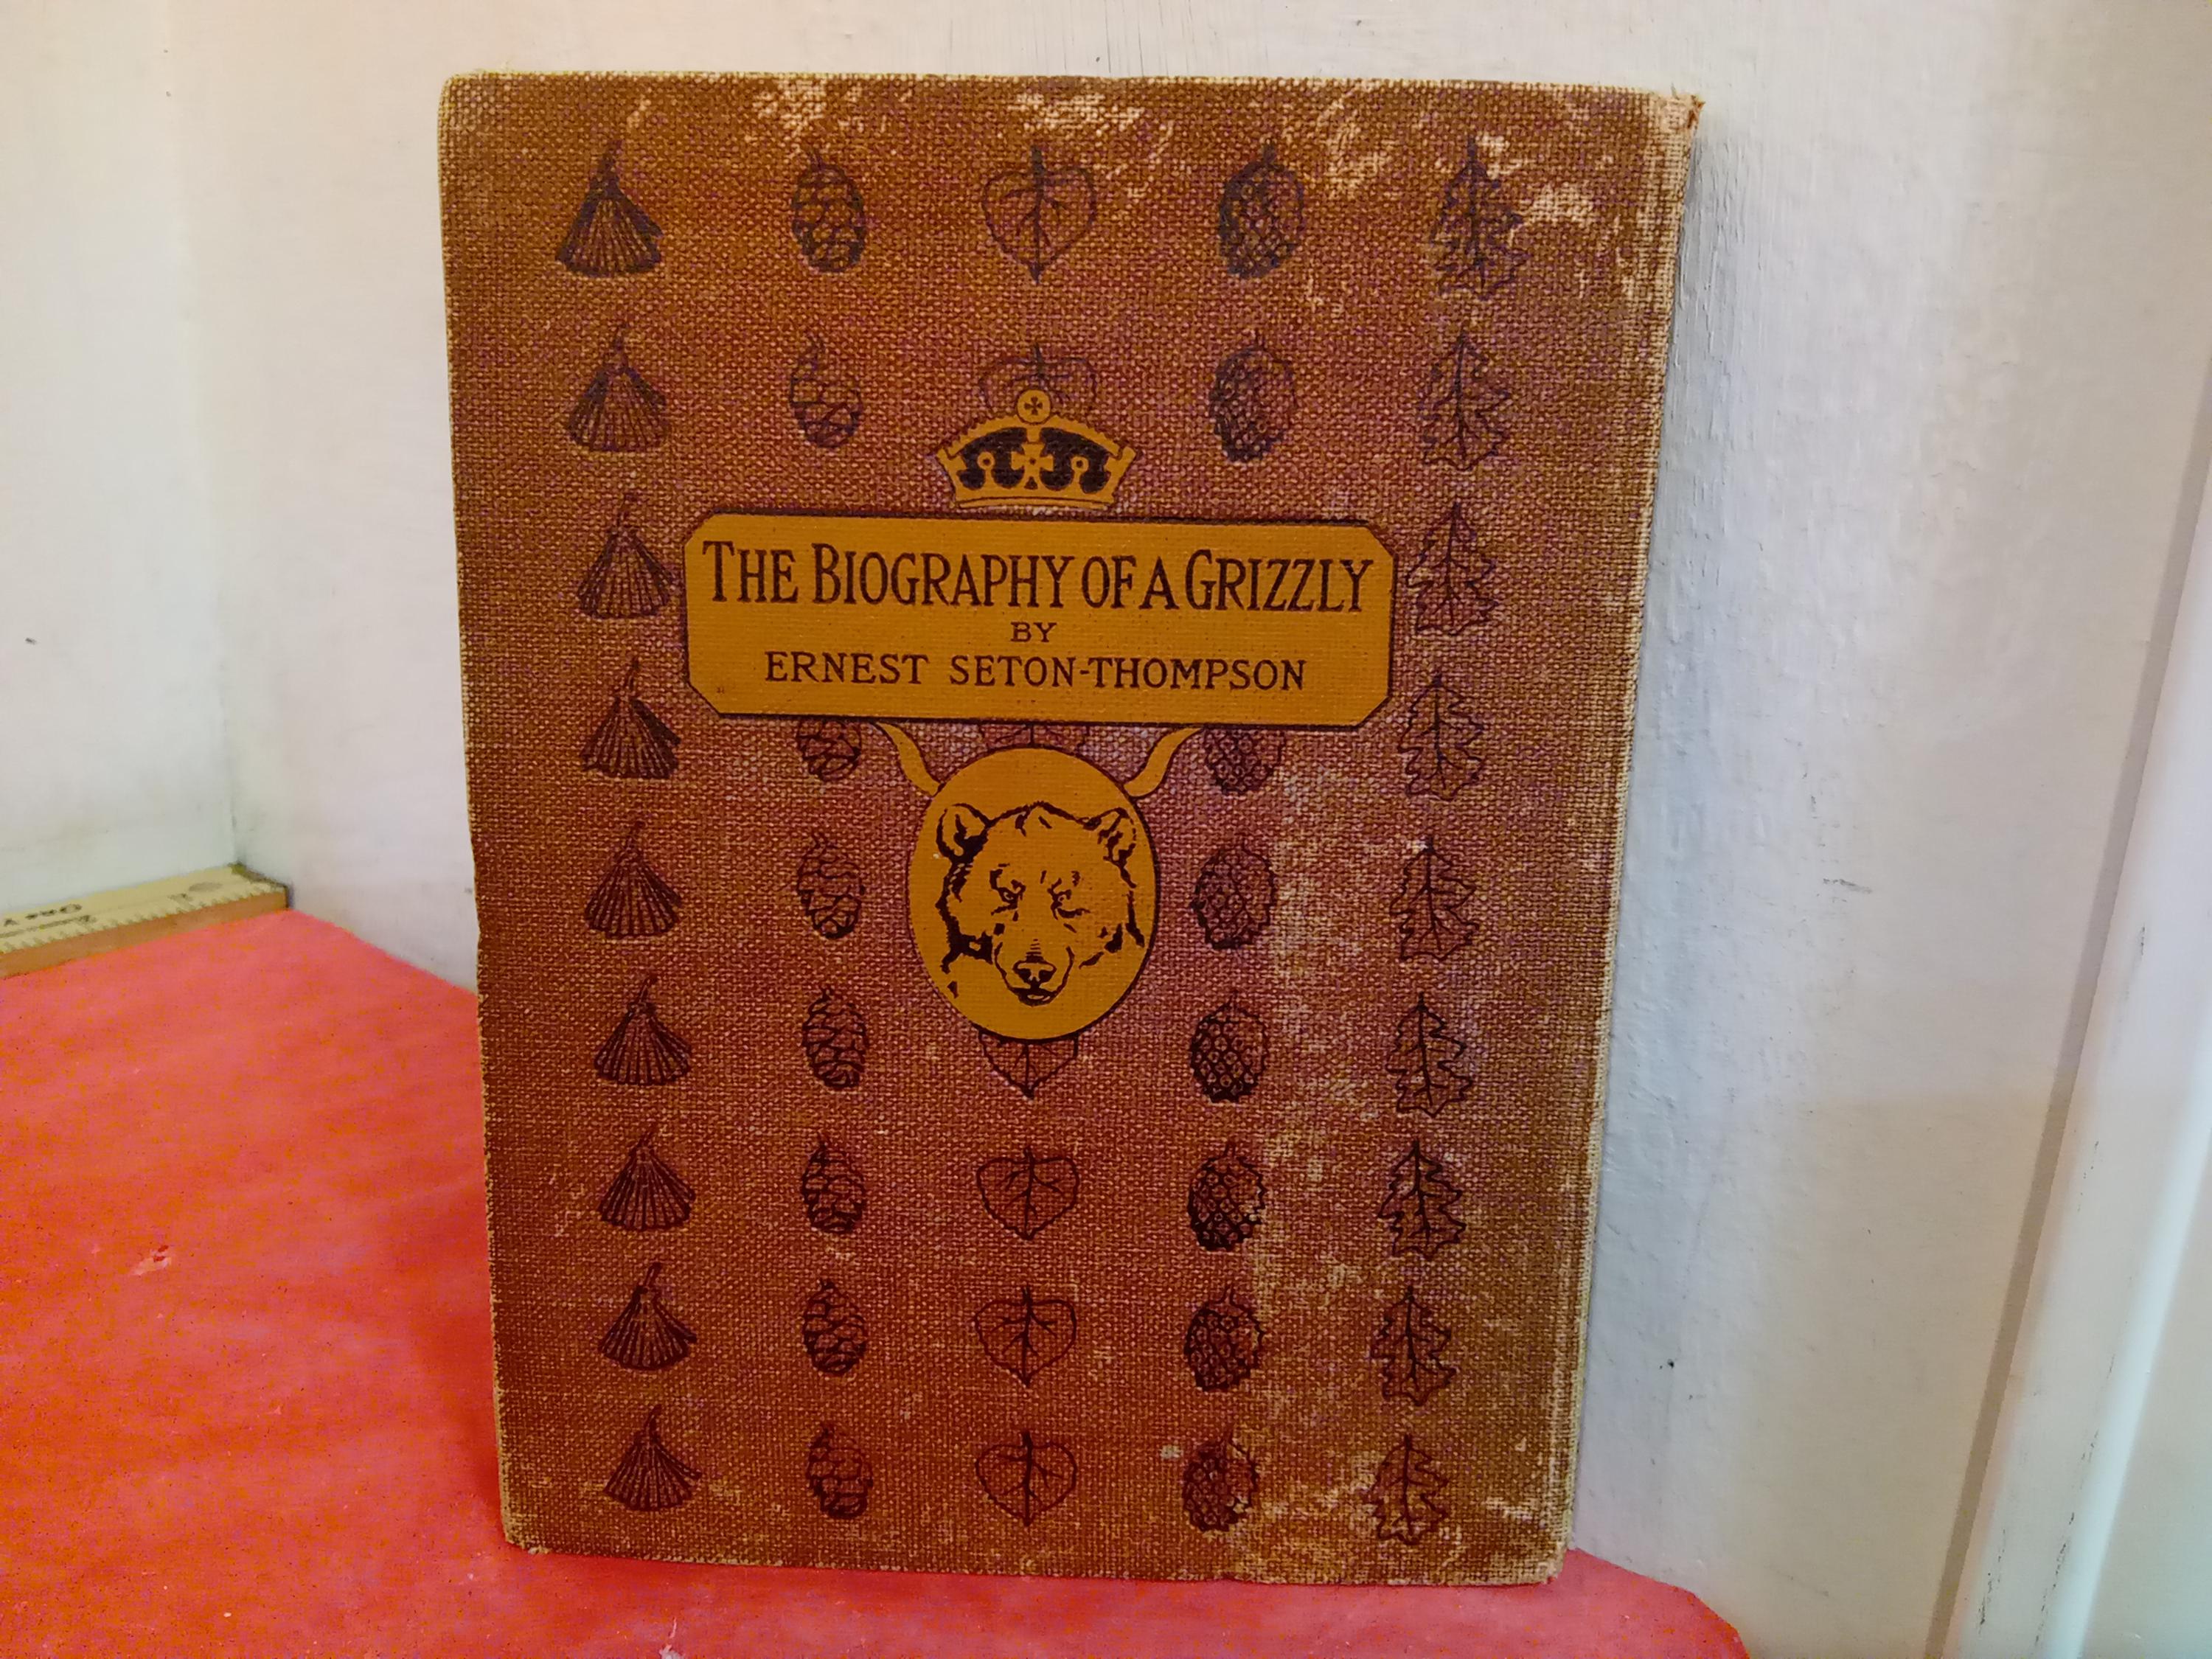 THE BIOGRAPHY OF A GRIZZLY
BY
ERNEST SETON-THOMPSON